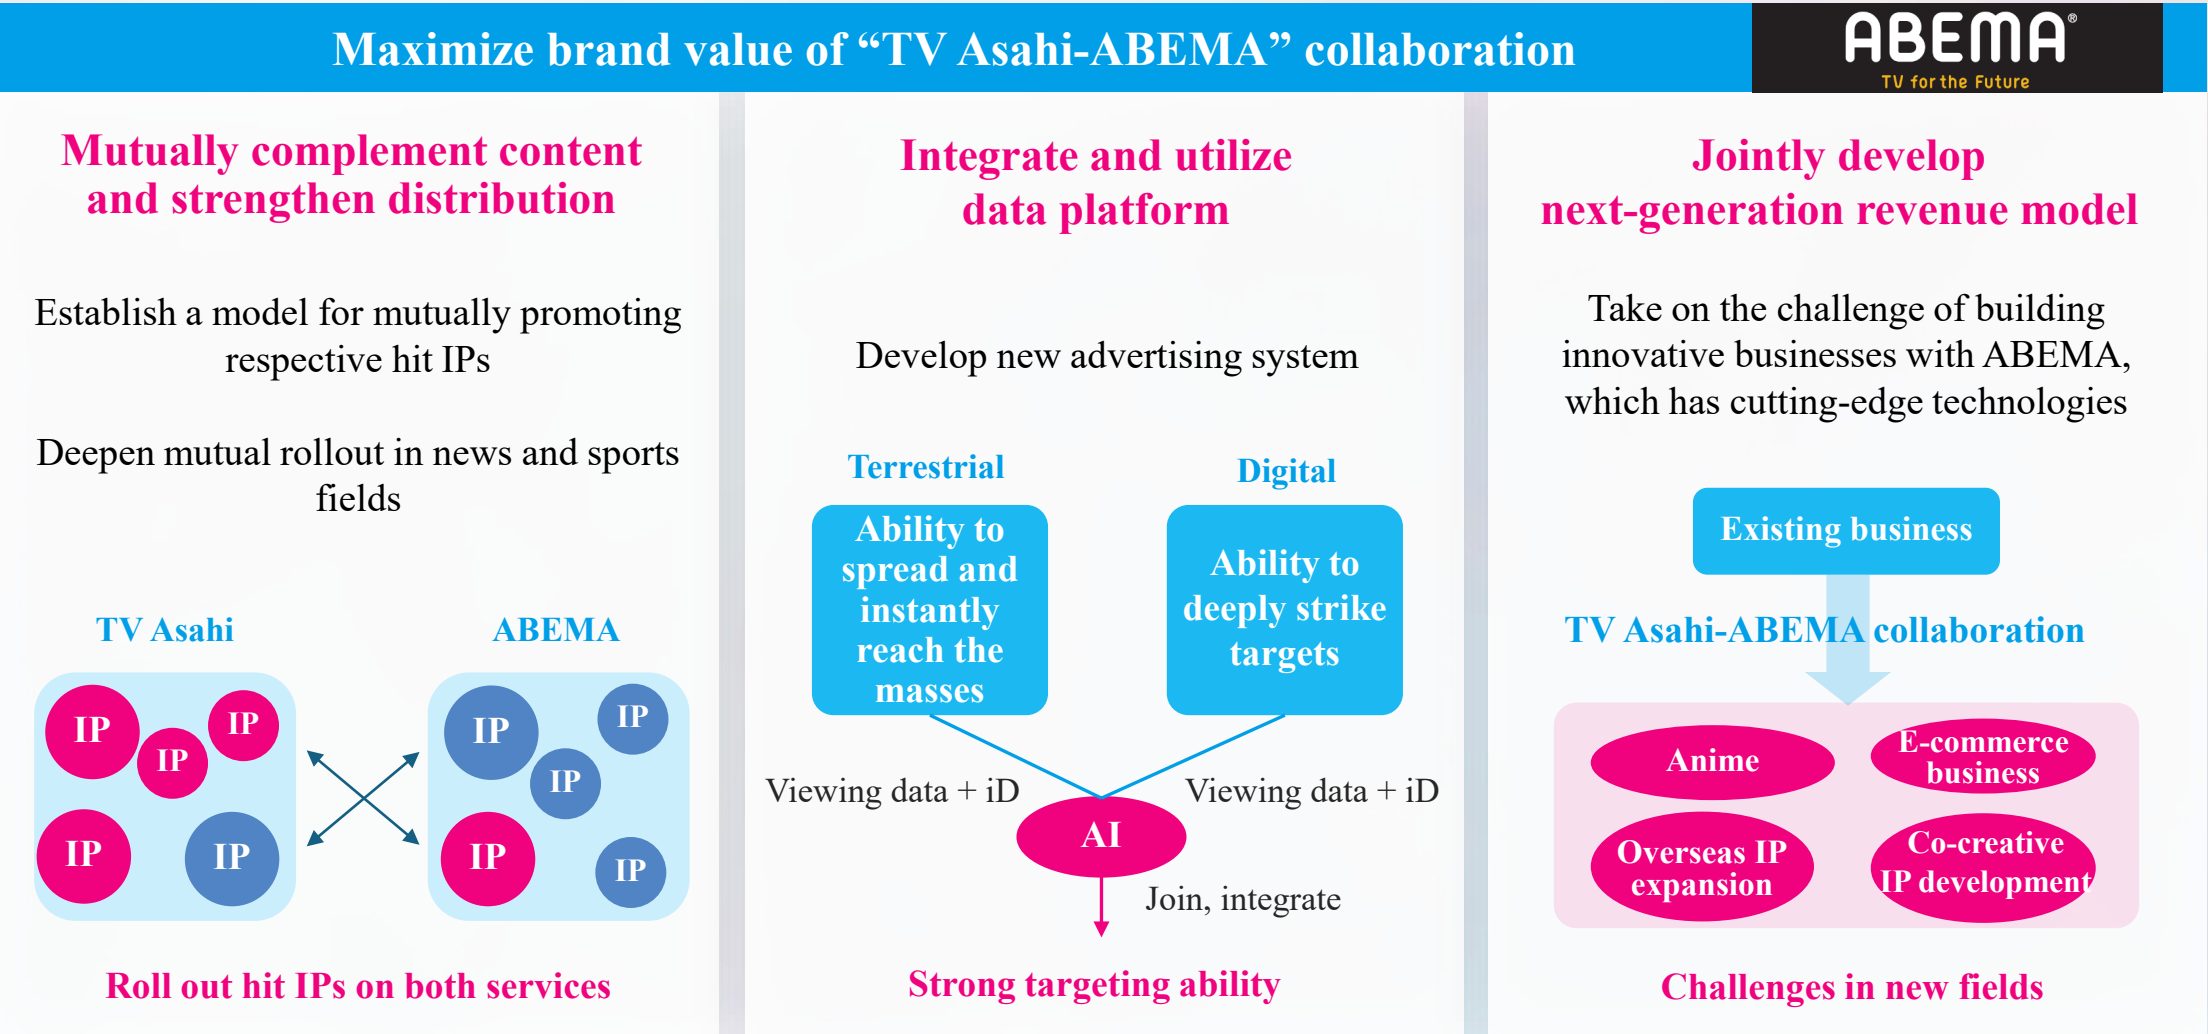 Maximize brand value of “TV Asahi-ABEMA” collaboration
ABEMA®
TV for the Future
Mutually complement content
and strengthen distribution
Establish a model for mutually promoting
respective hit IPs
Deepen mutual rollout in news and sports
fields
TV Asahi
ABEMA
IP
IP
IP
IP
IP
IP
IP
IP
IP
IP
Roll out hit IPs on both services
Integrate and utilize
data platform
Develop new advertising system
Terrestrial
Digital
Ability to
spread and
instantly
reach the
masses
Ability to
deeply strike
targets
Viewing data + iD
Viewing data + iD
AI
Join, integrate
Strong targeting ability
Jointly develop
next-generation revenue model
Take on the challenge of building
innovative businesses with ABEMA,
which has cutting-edge technologies
Existing business
TV Asahi-ABEMA collaboration
Anime
E-commerce
business
Overseas IP
expansion
Co-creative
IP development
Challenges in new fields